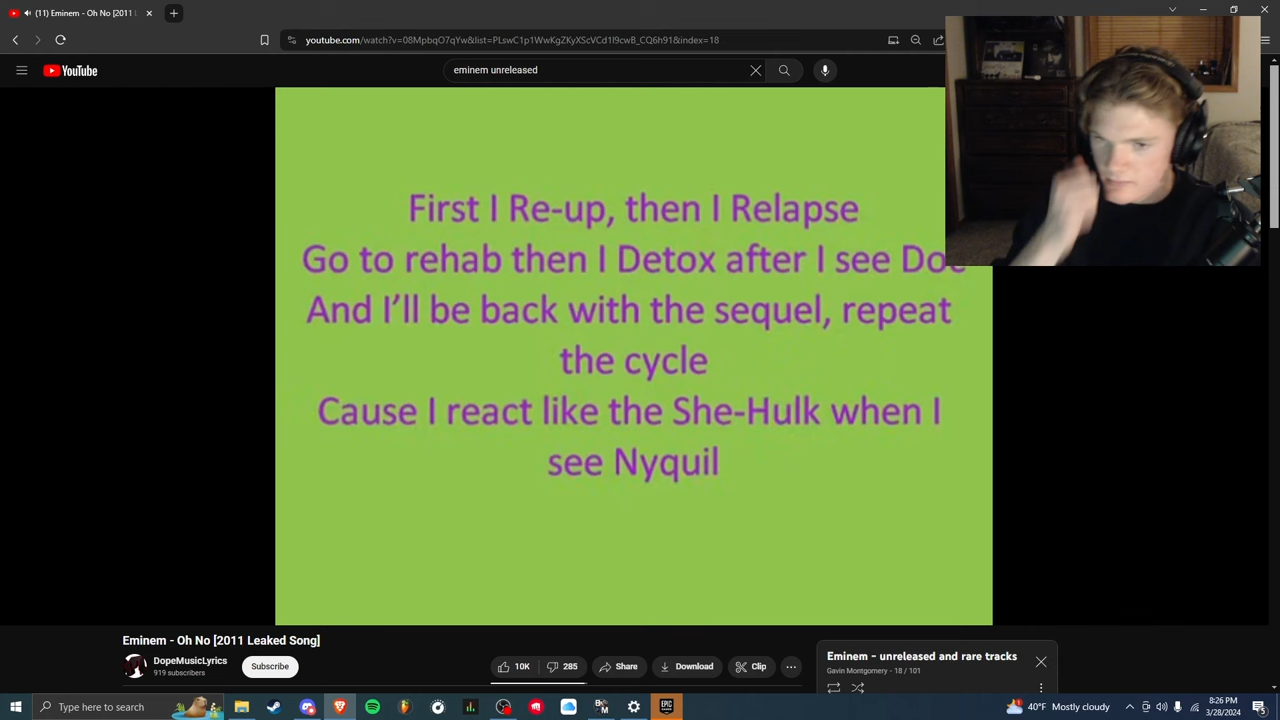 (11) Eminem - Oh No [2011 L
youtube.com/watch?v=08MpbqO7qYw&list=PLswC1p1WwKgZKyXScVCd1l9cwB_CQ6h91&index=18
YouTube
eminem unreleased
First I Re-up, then I Relapse
Go to rehab then I Detox after I see Doc
And I'll be back with the sequel, repeat
the cycle
Cause I react like the She-Hulk when I
see Nyquil
Eminem - Oh No [2011 Leaked Song]
DopeMusicLyrics
919 subscribers
Subscribe
10K
285
Share
Download
Clip
Eminem - unreleased and rare tracks
Gavin Montgomery - 18 / 101
Type here to search
EPIC
40°F Mostly cloudy
8:26 PM
3/28/2024